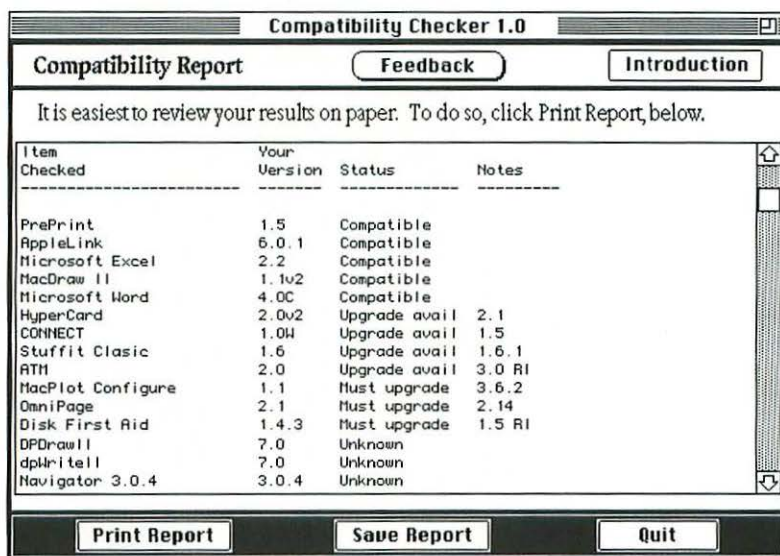 Compatibility Checker 1.0
Compatibility Report Feedback Introduction
It is easiest to review your results on paper. To do so, click Print Report, below.
Item Your
Checked Version Status Notes
------------------------ ------- ------------- ---------
PrePrint 1.5 Compatible
AppleLink 6.0.1 Compatible
Microsoft Excel 2.2 Compatible
MacDraw II 1.1v2 Compatible
Microsoft Word 4.0C Compatible
HyperCard 2.0v2 Upgrade avail 2.1
CONNECT 1.0W Upgrade avail 1.5
Stuffit Clasic 1.6 Upgrade avail 1.6.1
ATM 2.0 Upgrade avail 3.0 RI
MacPlot Configure 1.1 Must upgrade 3.6.2
OmniPage 2.1 Must upgrade 2.14
Disk First Aid 1.4.3 Must upgrade 1.5 RI
DPDrawII 7.0 Unknown
dpWriteII 7.0 Unknown
Navigator 3.0.4 3.0.4 Unknown
Print Report Save Report Quit